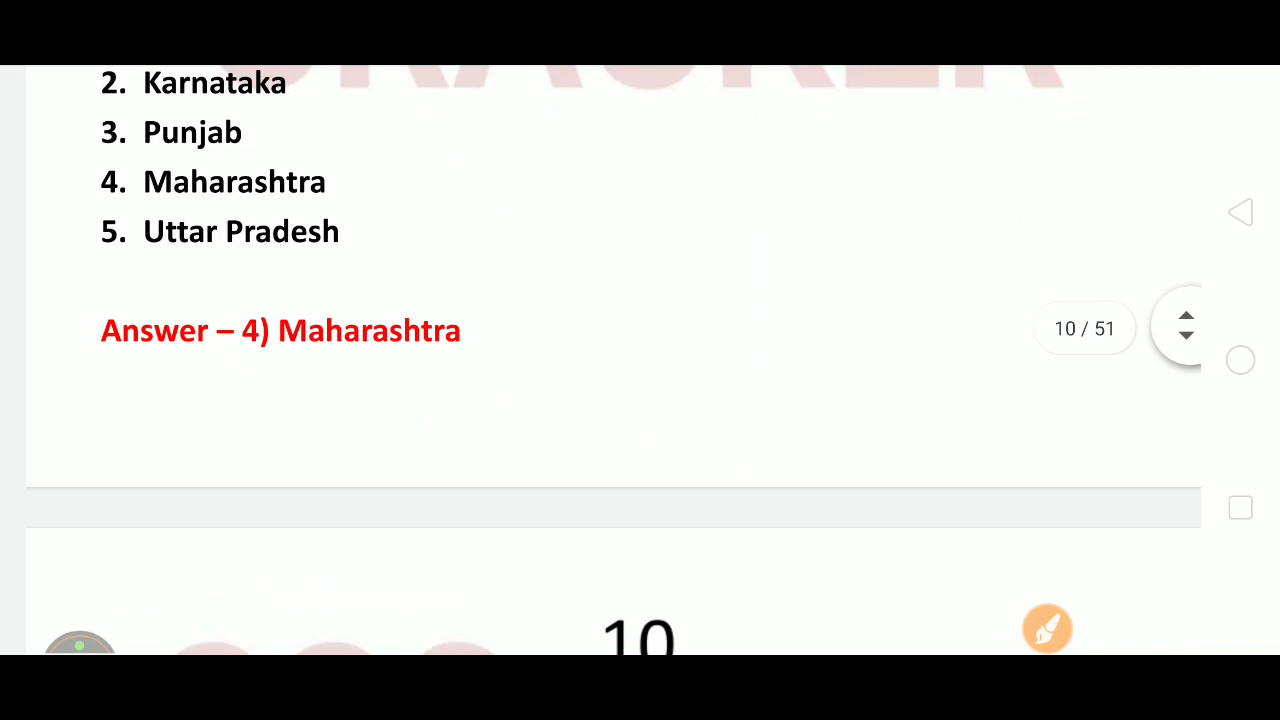 2. Karnataka
3. Punjab
4. Maharashtra
5. Uttar Pradesh
Answer – 4) Maharashtra
10 / 51
10